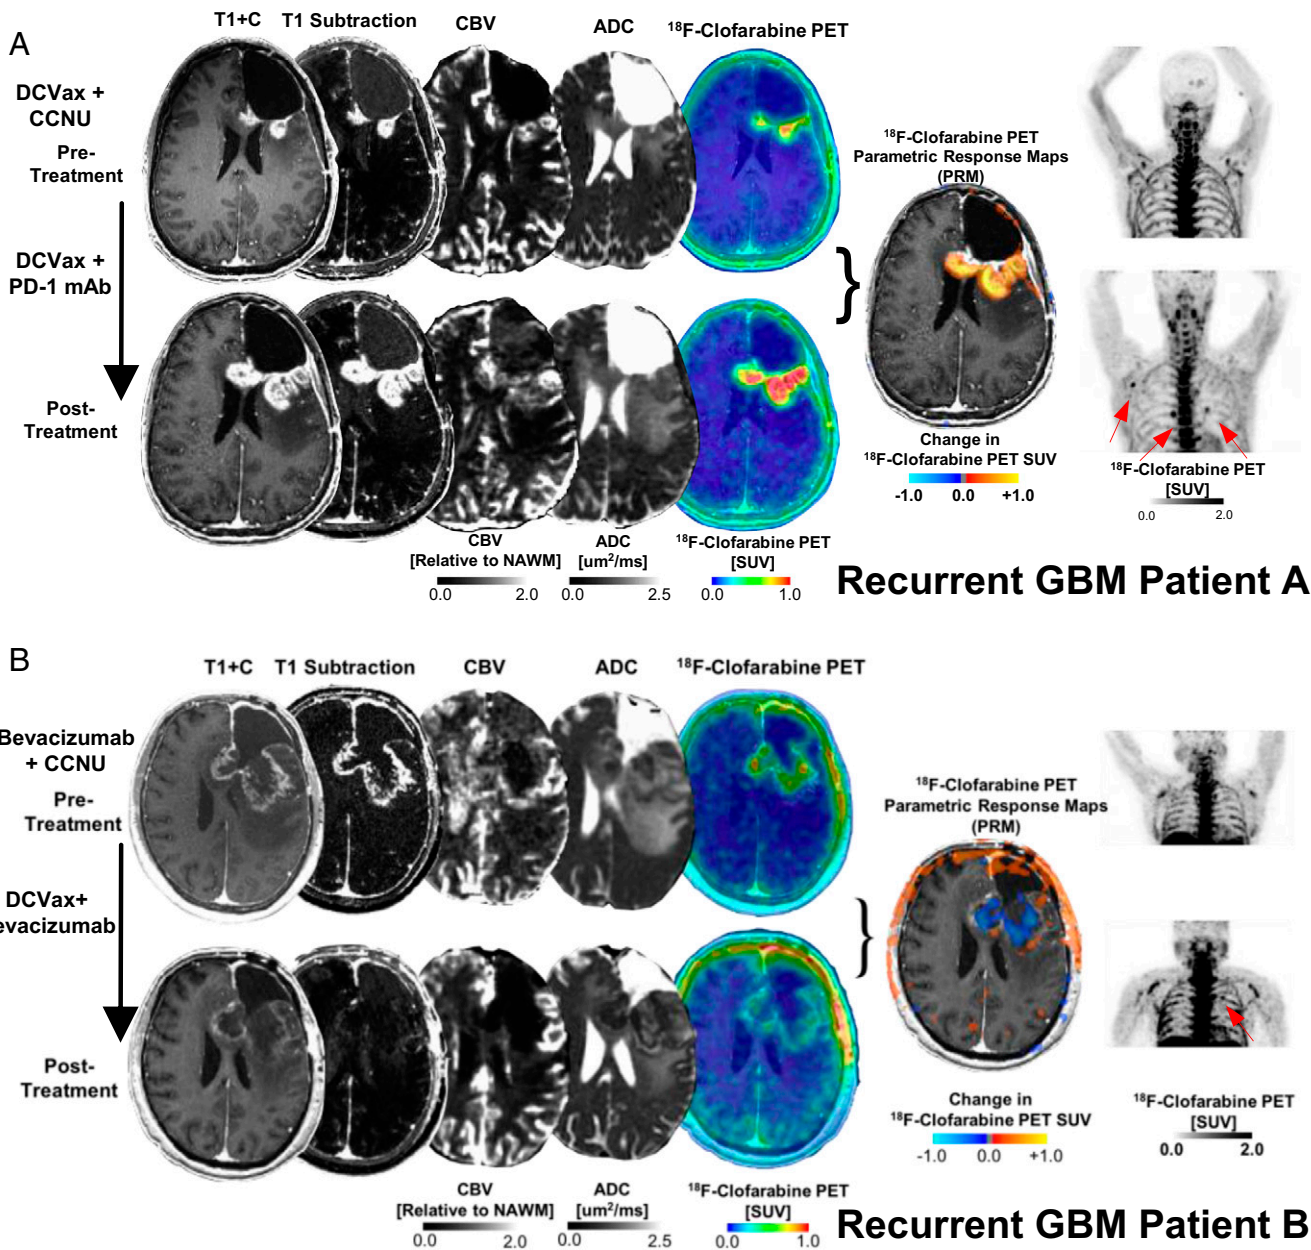 A
T1+C T1 Subtraction CBV ADC ¹⁸F-Clofarabine PET
DCVax +
CCNU
Pre-
Treatment
DCVax +
PD-1 mAb
Post-
Treatment
¹⁸F-Clofarabine PET
Parametric Response Maps
(PRM)
}
Change in
¹⁸F-Clofarabine PET SUV
-1.0 0.0 +1.0
¹⁸F-Clofarabine PET
[SUV]
0.0 2.0
CBV
[Relative to NAWM]
0.0 2.0
ADC
[um²/ms]
0.0 2.5
¹⁸F-Clofarabine PET
[SUV]
0.0 1.0
Recurrent GBM Patient A
B
T1+C T1 Subtraction CBV ADC ¹⁸F-Clofarabine PET
Bevacizumab
+ CCNU
Pre-
Treatment
DCVax+
evacizumab
Post-
Treatment
¹⁸F-Clofarabine PET
Parametric Response Maps
(PRM)
}
Change in
¹⁸F-Clofarabine PET SUV
-1.0 0.0 +1.0
¹⁸F-Clofarabine PET
[SUV]
0.0 2.0
CBV
[Relative to NAWM]
0.0 2.0
ADC
[um²/ms]
0.0 2.5
¹⁸F-Clofarabine PET
[SUV]
0.0 1.0
Recurrent GBM Patient B